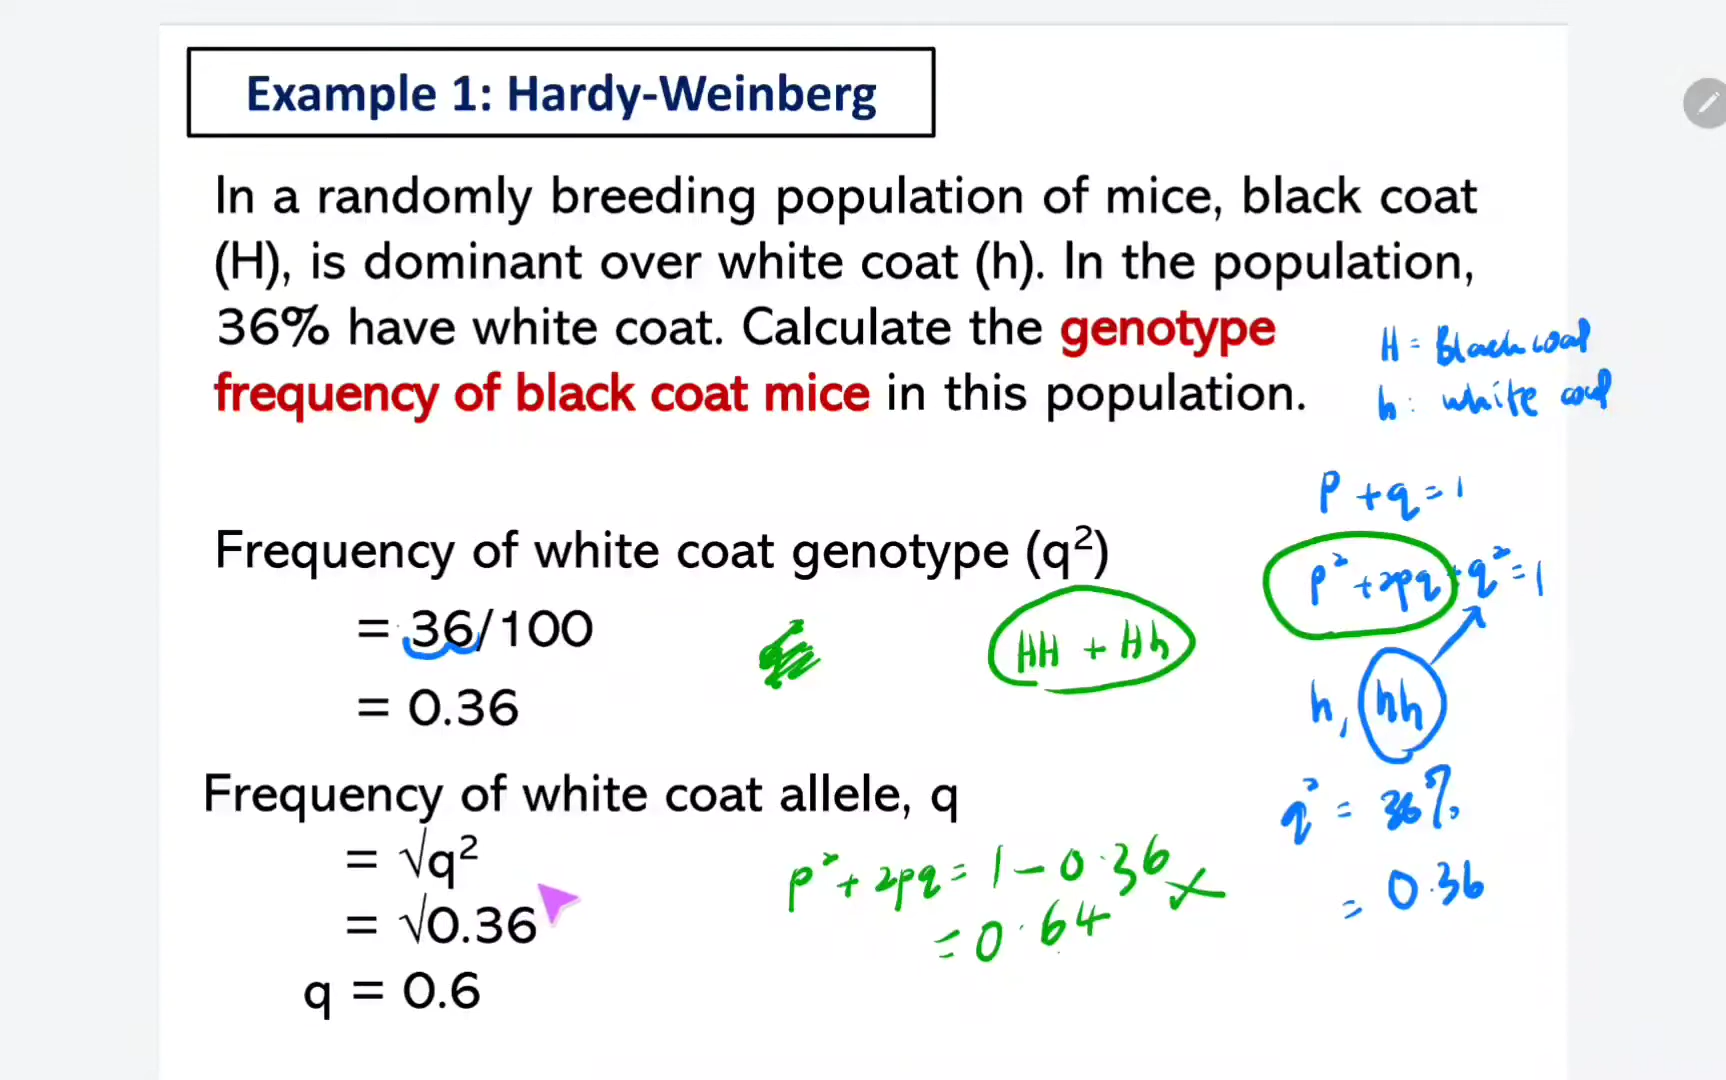 Example 1: Hardy-Weinberg
In a randomly breeding population of mice, black coat
(H), is dominant over white coat (h). In the population,
36% have white coat. Calculate the genotype
frequency of black coat mice in this population.
H = Black coat
h : white coat
P + q = 1
p² + 2pq + q² = 1
Frequency of white coat genotype (q²)
= 36/100
= 0.36
HH + Hh
h, hh
q² = 36%
= 0.36
Frequency of white coat allele, q
= √q²
= √0.36
q = 0.6
p² + 2pq = 1 - 0.36
= 0.64